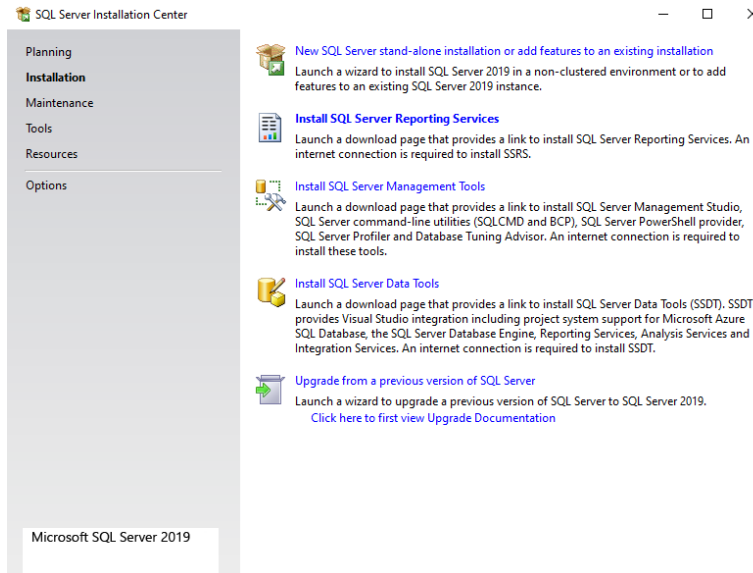 SQL Server Installation Center
Planning
Installation
Maintenance
Tools
Resources
Options
Microsoft SQL Server 2019
New SQL Server stand-alone installation or add features to an existing installation
Launch a wizard to install SQL Server 2019 in a non-clustered environment or to add
features to an existing SQL Server 2019 instance.
Install SQL Server Reporting Services
Launch a download page that provides a link to install SQL Server Reporting Services. An
internet connection is required to install SSRS.
Install SQL Server Management Tools
Launch a download page that provides a link to install SQL Server Management Studio,
SQL Server command-line utilities (SQLCMD and BCP), SQL Server PowerShell provider,
SQL Server Profiler and Database Tuning Advisor. An internet connection is required to
install these tools.
Install SQL Server Data Tools
Launch a download page that provides a link to install SQL Server Data Tools (SSDT). SSDT
provides Visual Studio integration including project system support for Microsoft Azure
SQL Database, the SQL Server Database Engine, Reporting Services, Analysis Services and
Integration Services. An internet connection is required to install SSDT.
Upgrade from a previous version of SQL Server
Launch a wizard to upgrade a previous version of SQL Server to SQL Server 2019.
Click here to first view Upgrade Documentation